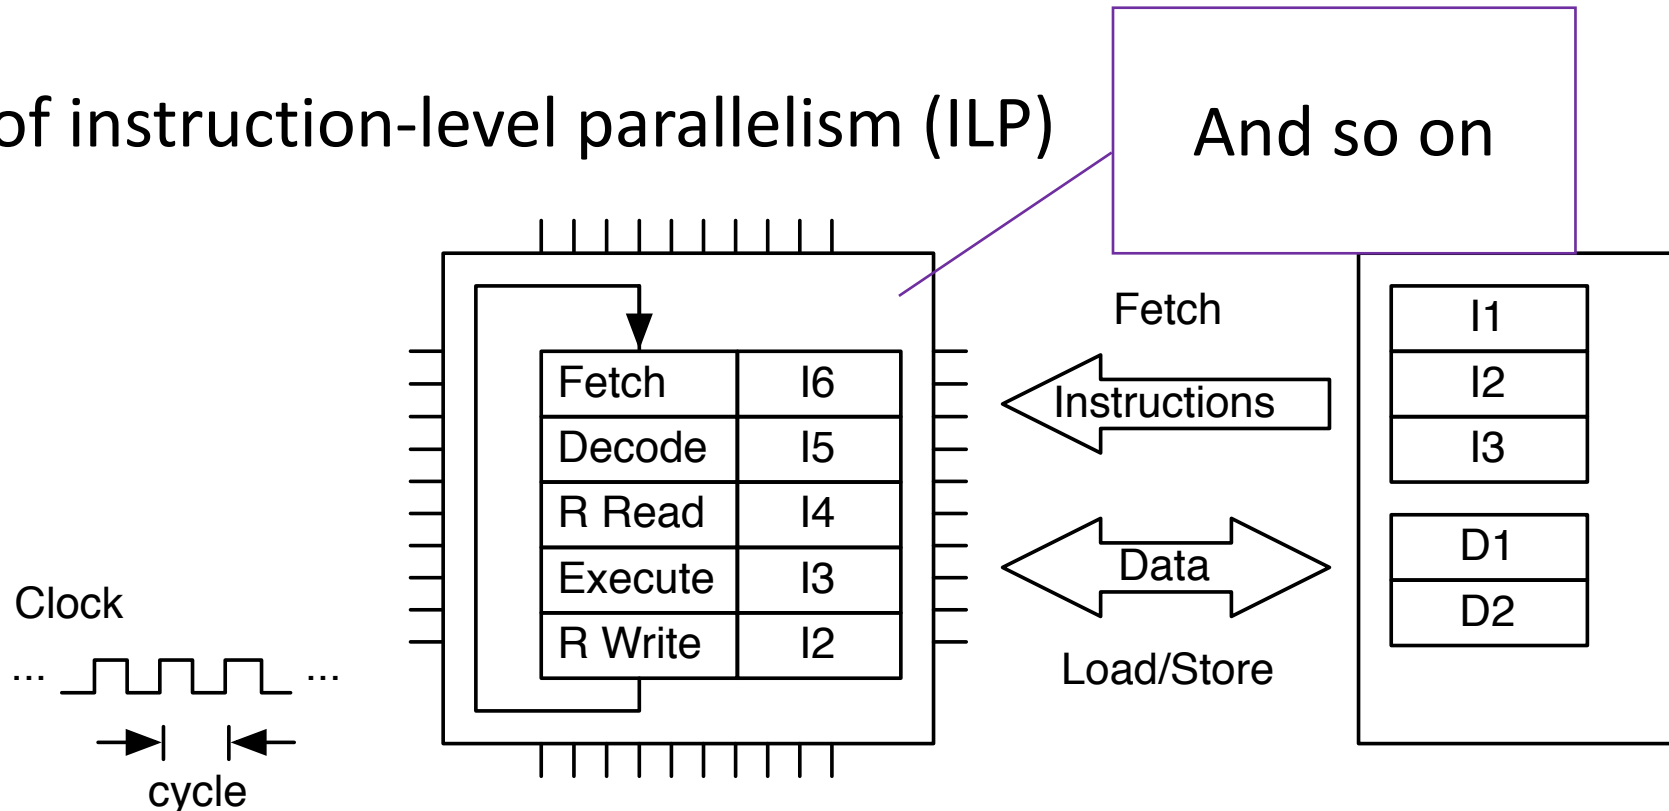 of instruction-level parallelism (ILP)
And so on
Fetch I6
Decode I5
R Read I4
Execute I3
R Write I2
Fetch
Instructions
Data
Load/Store
I1
I2
I3
D1
D2
Clock
... ...
cycle